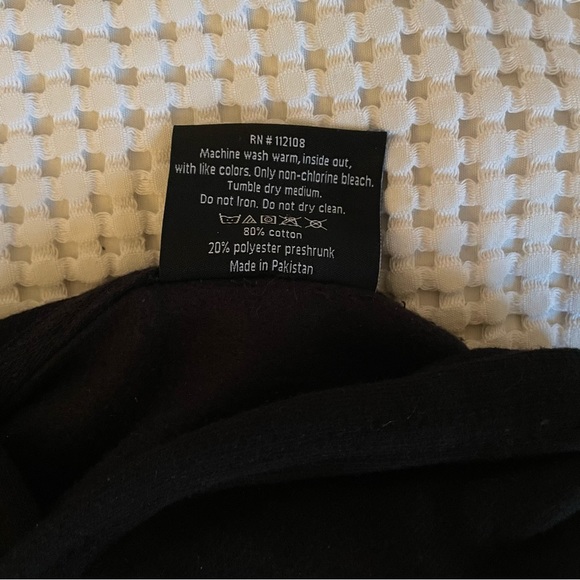 RN # 112108
Machine wash warm, inside out,
with like colors. Only non-chlorine bleach.
Tumble dry medium.
Do not Iron. Do not dry clean.
80% cotton
20% polyester preshrunk
Made in Pakistan